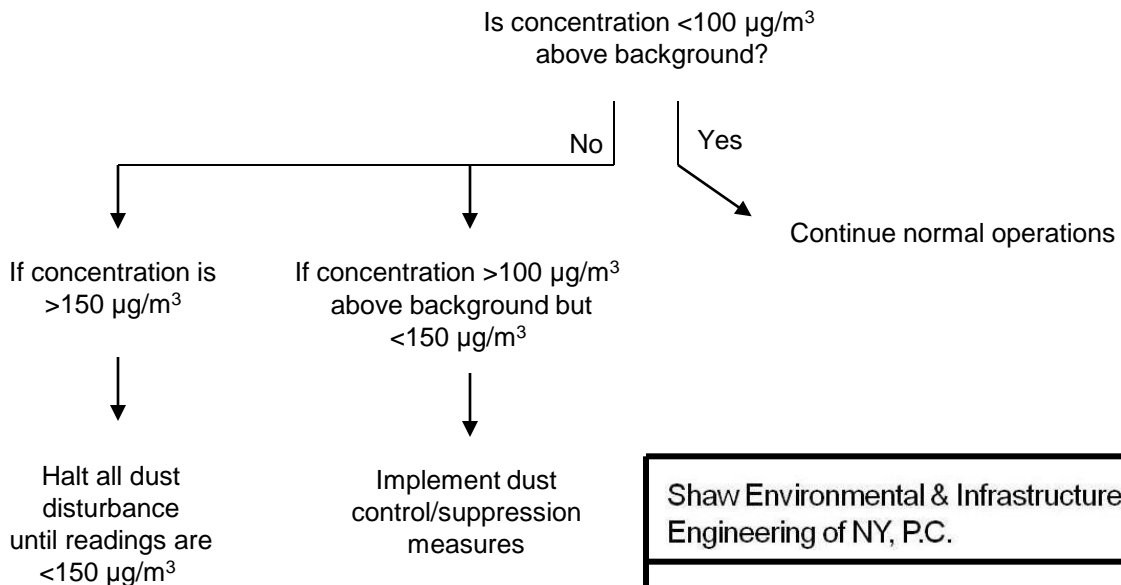 Is concentration <100 µg/m³
above background?
No
Yes
Continue normal operations
If concentration is
>150 µg/m³
If concentration >100 µg/m³
above background but
<150 µg/m³
Halt all dust
disturbance
until readings are
<150 µg/m³
Implement dust
control/suppression
measures
Shaw Environmental & Infrastructure
Engineering of NY, P.C.